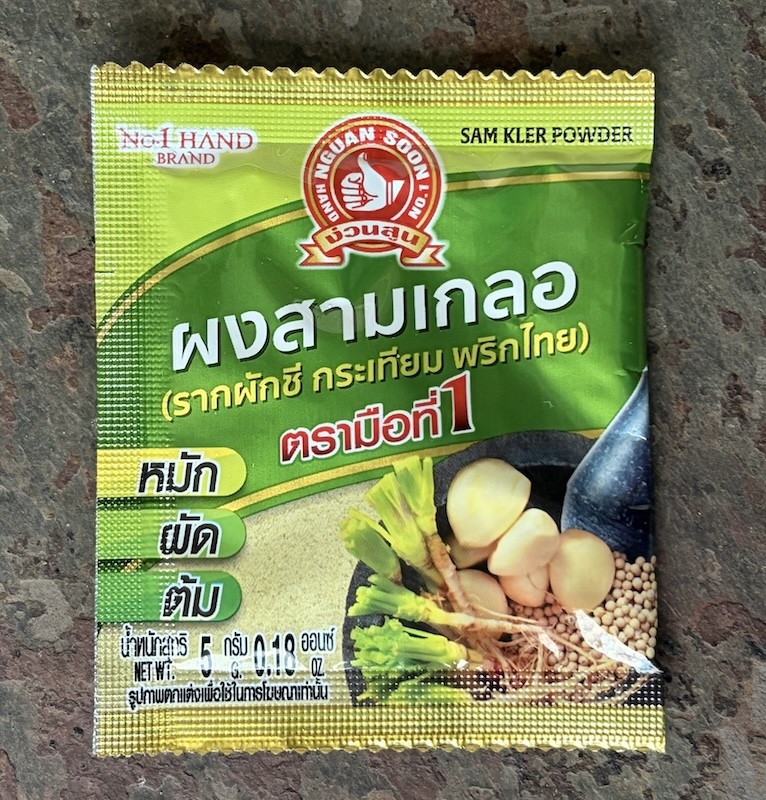 No.1 HAND
BRAND
NGUAN SOON
HAND NO.1
ง่วนสูน
SAM KLER POWDER
ผงสามเกลอ
(รากผักชี กระเทียม พริกไทย)
ตรามือที่1
หมัก
ผัด
ต้ม
น้ำหนักสุทธิ 5 กรัม 0.18 ออนซ์
NET WT. G. OZ
รูปภาพตกแต่งเพื่อใช้ในการโฆษณาเท่านั้น